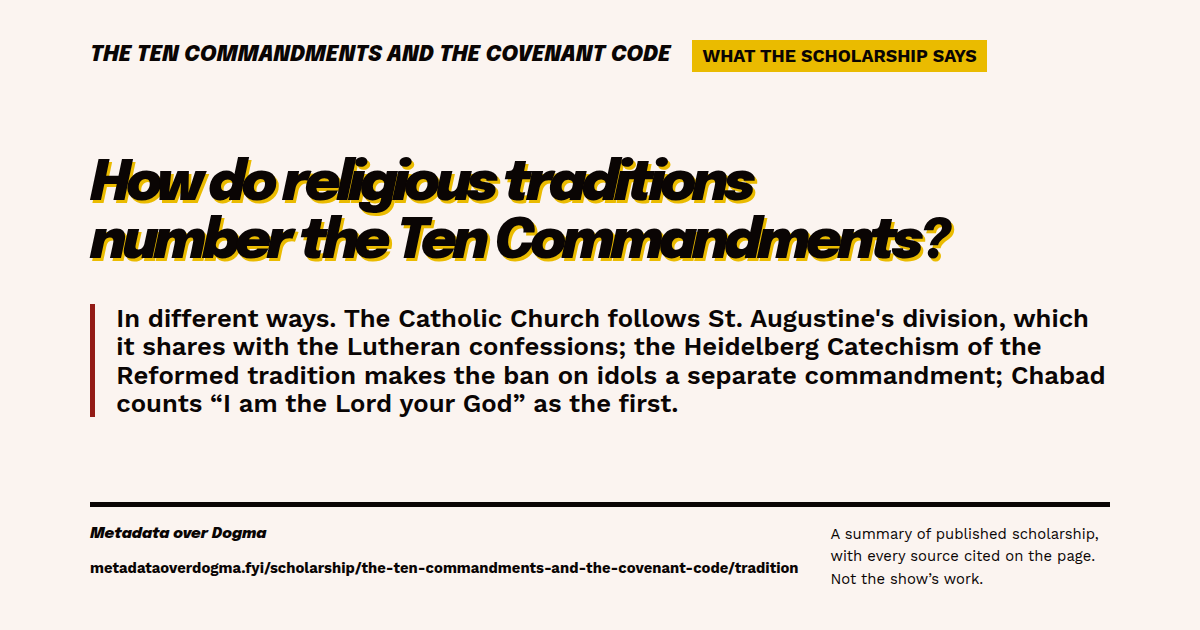 THE TEN COMMANDMENTS AND THE COVENANT CODE
WHAT THE SCHOLARSHIP SAYS
How do religious traditions
number the Ten Commandments?
In different ways. The Catholic Church follows St. Augustine's division, which
it shares with the Lutheran confessions; the Heidelberg Catechism of the
Reformed tradition makes the ban on idols a separate commandment; Chabad
counts “I am the Lord your God” as the first.
Metadata over Dogma
metadataoverdogma.fyi/scholarship/the-ten-commandments-and-the-covenant-code/tradition
A summary of published scholarship,
with every source cited on the page.
Not the show’s work.